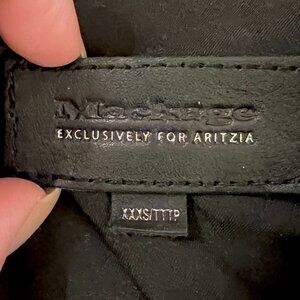 Mackage
EXCLUSIVELY FOR ARITZIA
XXXS/TTTP